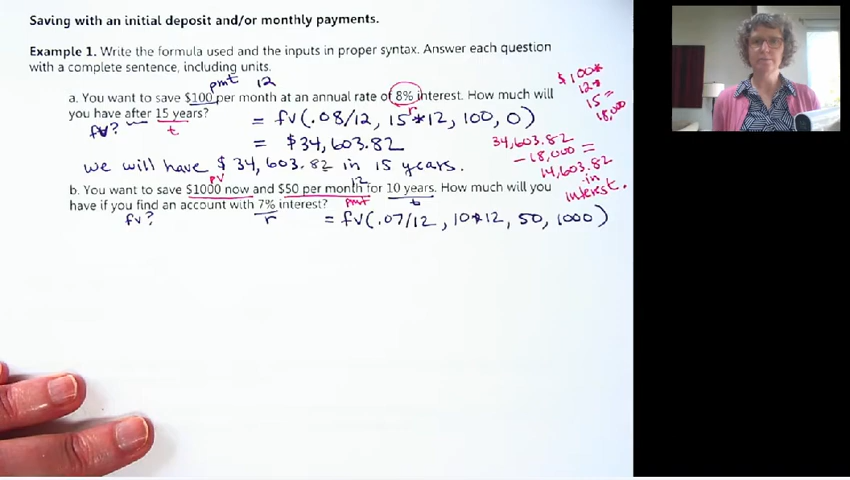 Saving with an initial deposit and/or monthly payments.
Example 1. Write the formula used and the inputs in proper syntax. Answer each question
with a complete sentence, including units.
pmt 12
a. You want to save $100 per month at an annual rate of 8% interest. How much will
you have after 15 years?
fv? t r
= fv(.08/12, 15*12, 100, 0)
= $34,603.82
we will have $34,603.82 in 15 years.
$100*
12*
15 =
18,000
34,603.82
-18,000 =
14,603.82
in
interest.
pv 12
b. You want to save $1000 now and $50 per month for 10 years. How much will you
pmt t
have if you find an account with 7% interest?
fv? r
= fv(.07/12, 10*12, 50, 1000)